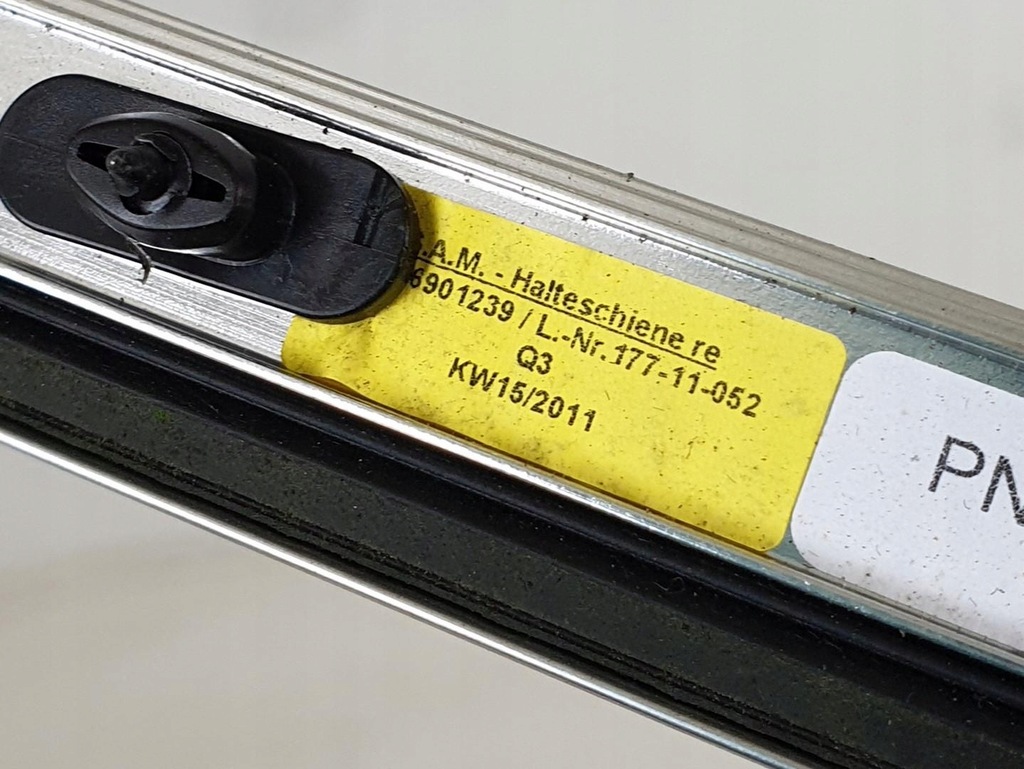 .A.M. - Halteschiene re
6901239 / L.-Nr. 177-11-052
Q3
KW15/2011
PN